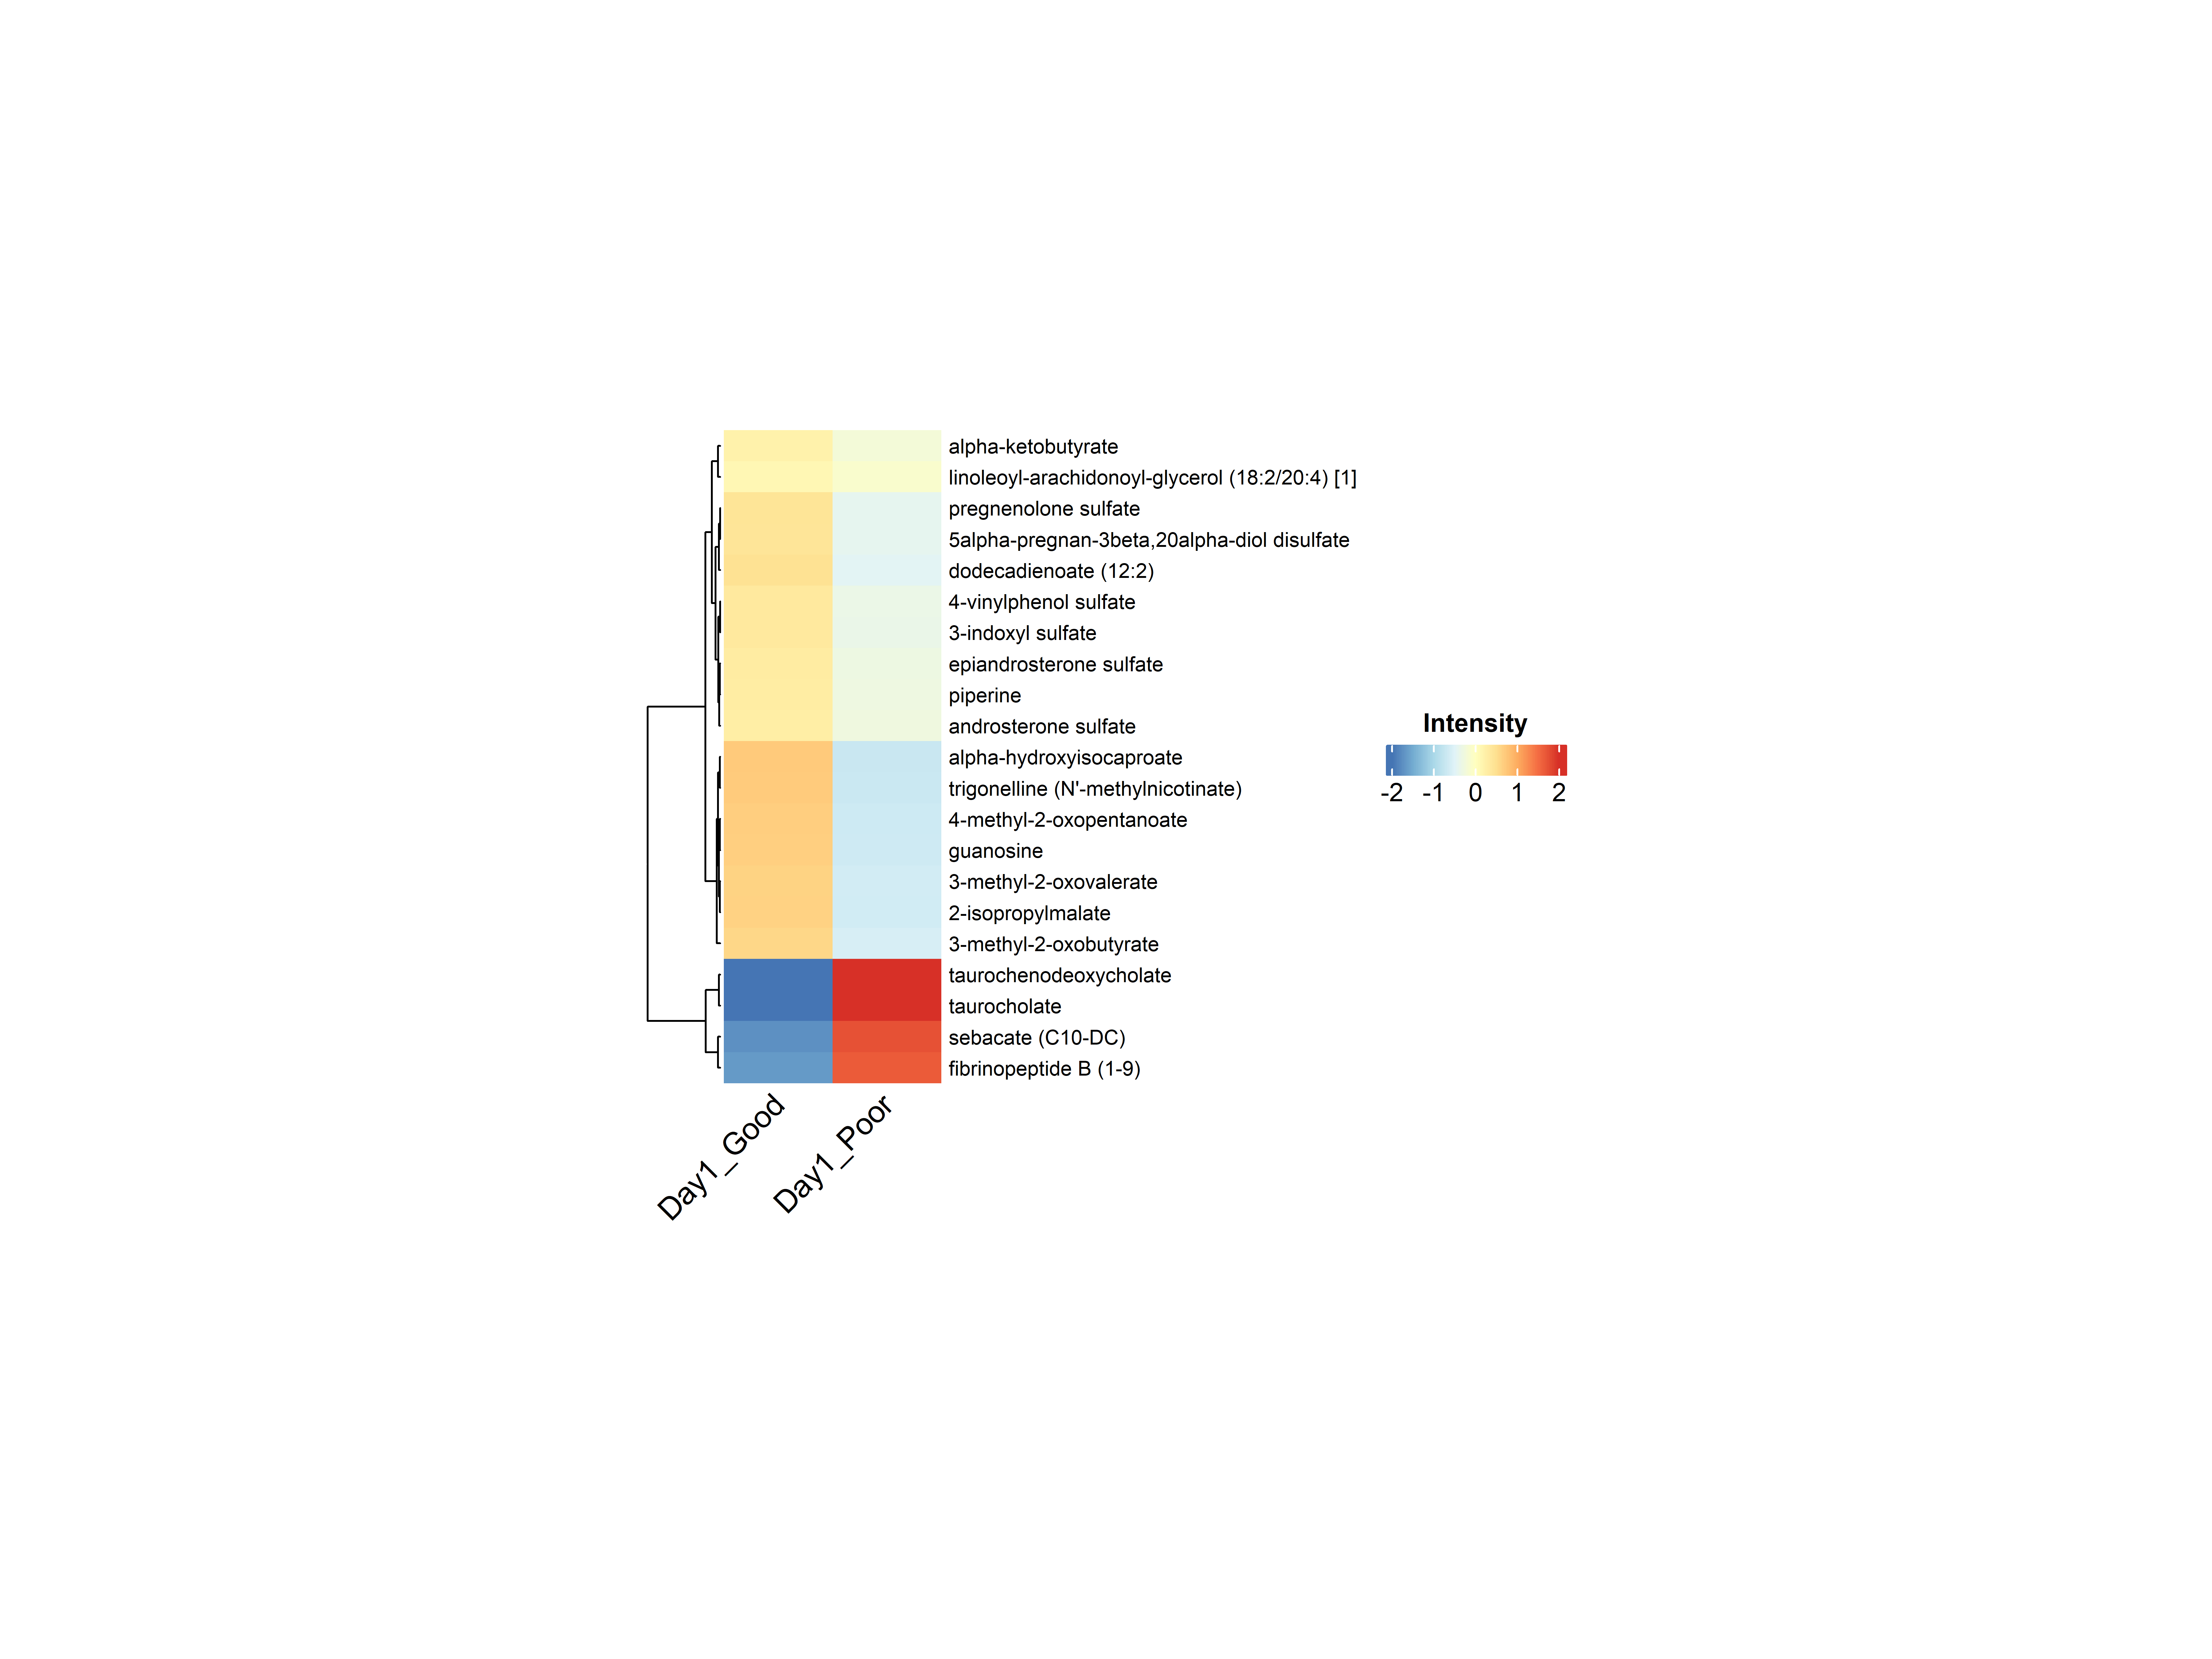 alpha-ketobutyrate
linoleoyl-arachidonoyl-glycerol (18:2/20:4) [1]
pregnenolone sulfate
5alpha-pregnan-3beta,20alpha-diol disulfate
dodecadienoate (12:2)
4-vinylphenol sulfate
3-indoxyl sulfate
epiandrosterone sulfate
piperine
androsterone sulfate
alpha-hydroxyisocaproate
trigonelline (N'-methylnicotinate)
4-methyl-2-oxopentanoate
guanosine
3-methyl-2-oxovalerate
2-isopropylmalate
3-methyl-2-oxobutyrate
taurochenodeoxycholate
taurocholate
sebacate (C10-DC)
fibrinopeptide B (1-9)
Day1_Good
Day1_Poor
Intensity
-2 -1 0 1 2